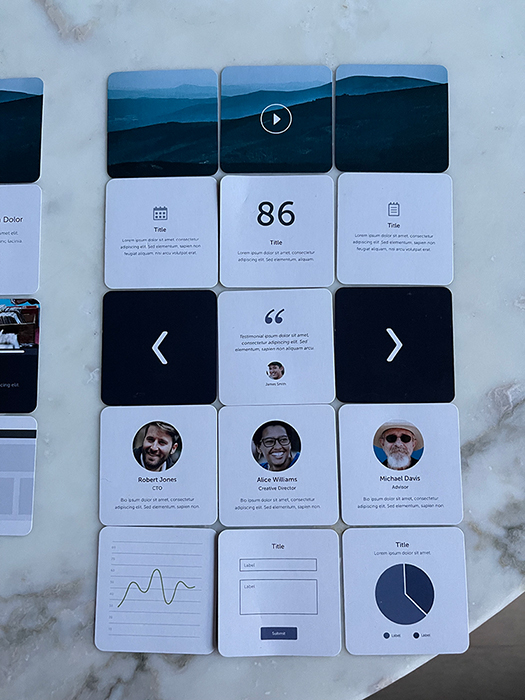 Dolor
Title
Lorem ipsum dolor sit amet, consectetur
adipiscing elit. Sed elementum, sapien non
feugiat aliquam, nisi arcu volutpat erat.
86
Title
Lorem ipsum dolor sit amet, consectetur
adipiscing elit. Sed elementum, aliquam.
Title
Lorem ipsum dolor sit amet, consectetur
adipiscing elit. Sed elementum, sapien non
feugiat aliquam, nisi arcu volutpat erat.
“
Testimonial ipsum dolor sit amet,
consectetur adipiscing elit. Sed
elementum, sapien non aliquam arcu.
James Smith
Robert Jones
CTO
Bio ipsum dolor sit amet, consectetur
adipiscing elit. Sed elementum, sapien non.
Alice Williams
Creative Director
Bio ipsum dolor sit amet, consectetur
adipiscing elit. Sed elementum, sapien non.
Michael Davis
Advisor
Bio ipsum dolor sit amet, consectetur
adipiscing elit. Sed elementum, sapien non.
Title
Label
Label
Submit
Title
Lorem ipsum dolor sit amet
Label
Label